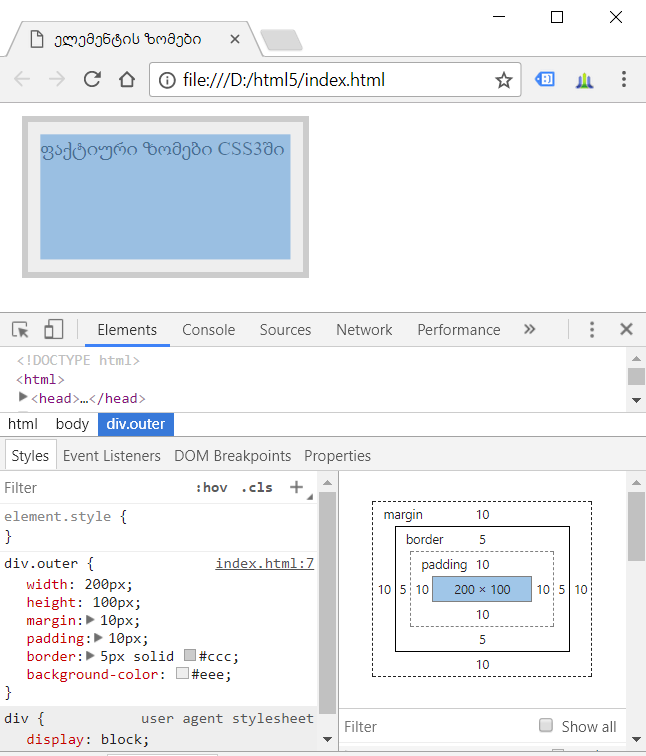 ელემენტის ზომები
file:///D:/html5/index.html
ფაქტიური ზომები CSS3ში
Elements Console Sources Network Performance
<!DOCTYPE html>
<html>
<head>…</head>
html body div.outer
Styles Event Listeners DOM Breakpoints Properties
Filter :hov .cls
element.style {
}
div.outer { index.html:7
width: 200px;
height: 100px;
margin: 10px;
padding: 10px;
border: 5px solid #ccc;
background-color: #eee;
}
div { user agent stylesheet
display: block;
margin 10
border 5
padding 10
10 5 10 200 × 100 10 5 10
10
5
10
Filter Show all